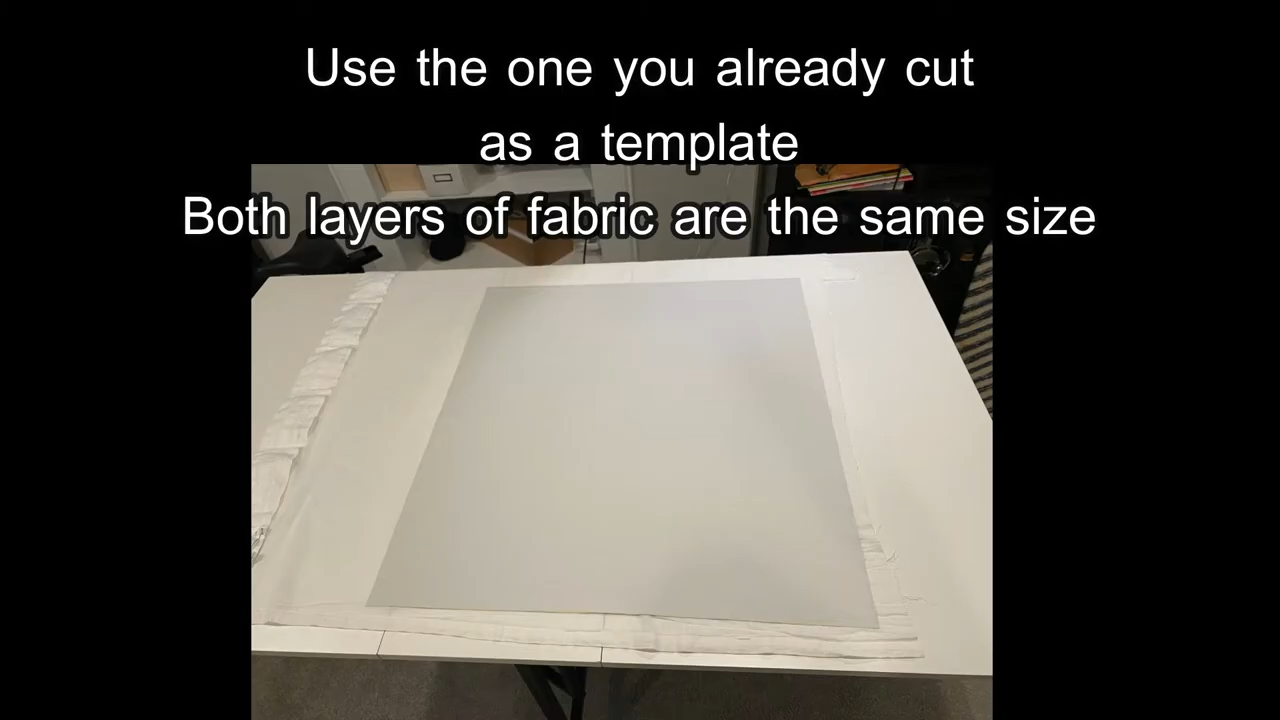 Use the one you already cut
as a template
Both layers of fabric are the same size